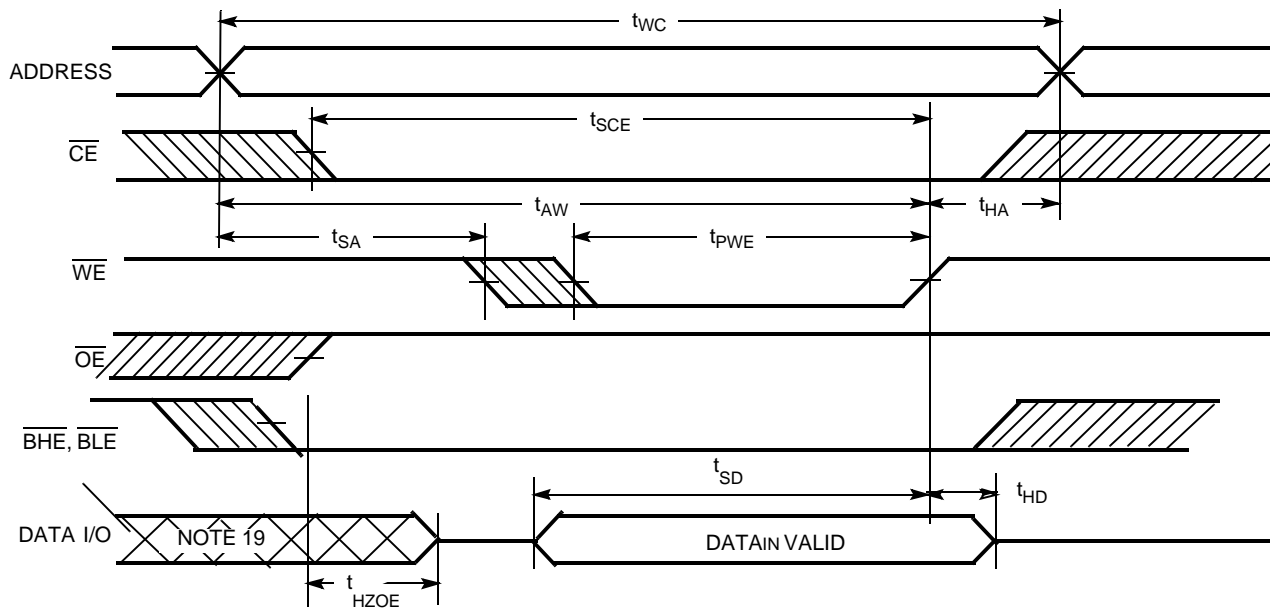 tWC
ADDRESS
tSCE
CE
tAW
tHA
tSA
tPWE
WE
OE
BHE, BLE
tSD
tHD
DATA I/O
NOTE 19
DATAIN VALID
tHZOE